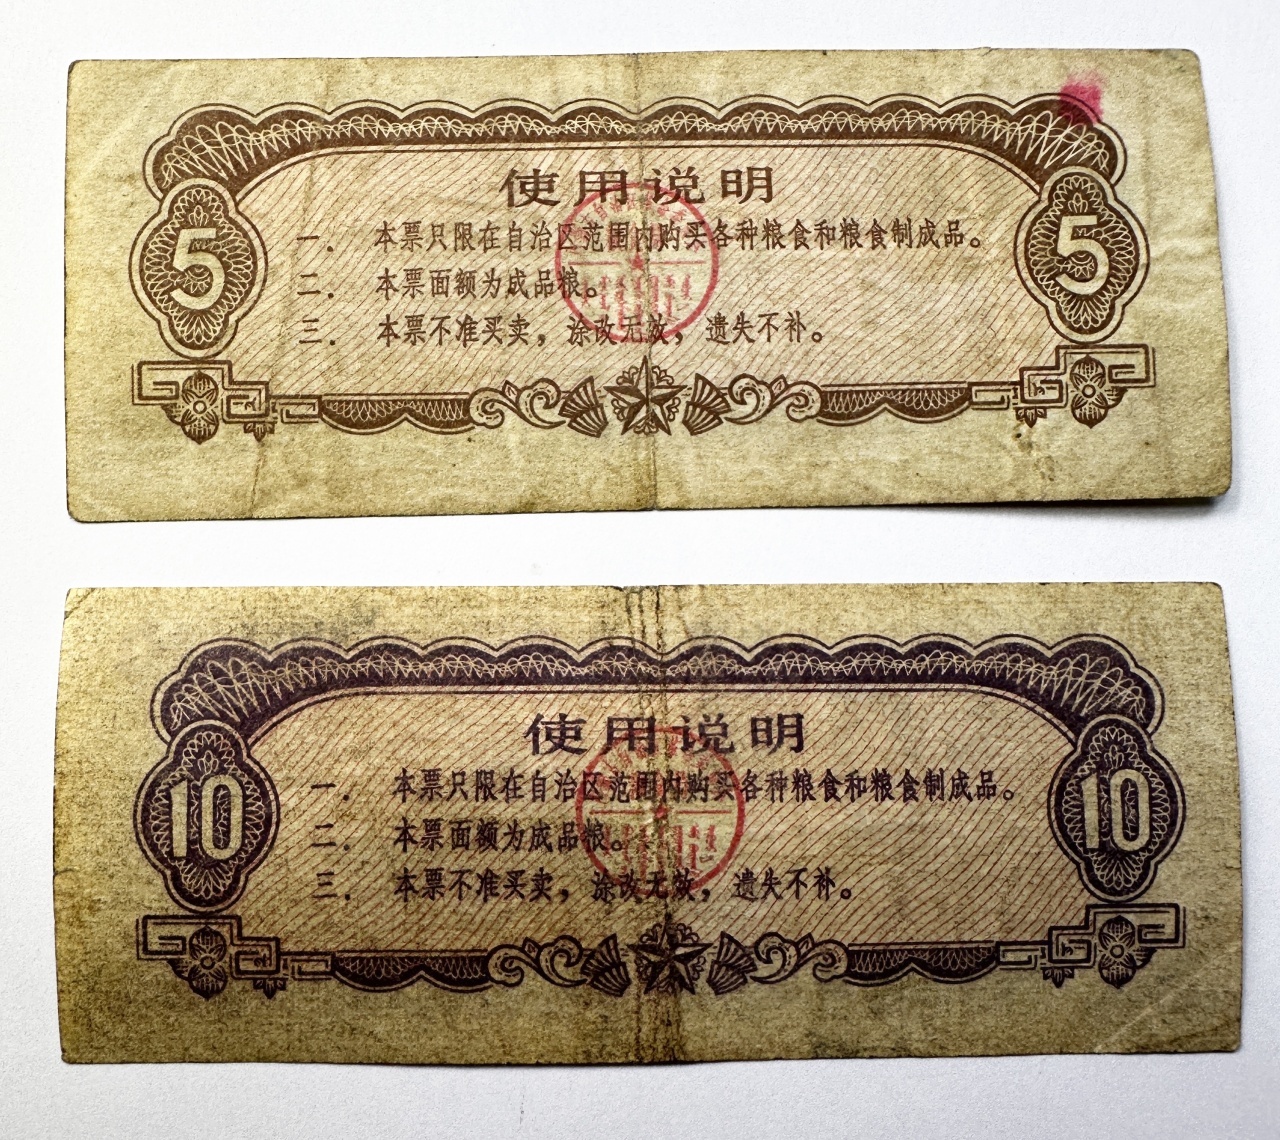 使用说明
5
5
一. 本票只限在自治区范围内购买各种粮食和粮食制成品。
二. 本票面额为成品粮。
三. 本票不准买卖，涂改无效，遗失不补。
使用说明
10
10
一. 本票只限在自治区范围内购买各种粮食和粮食制成品。
二. 本票面额为成品粮。
三. 本票不准买卖，涂改无效，遗失不补。